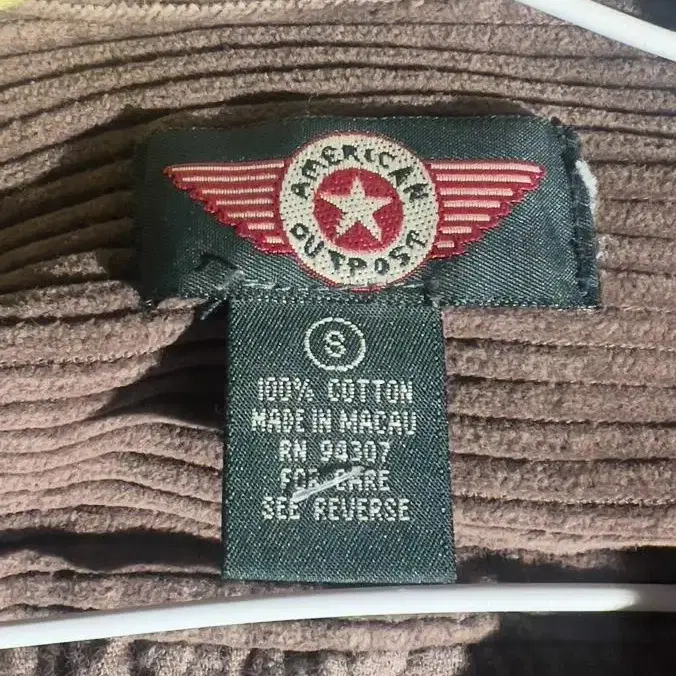 AMERICAN
OUTPOST
S
100% COTTON
MADE IN MACAU
RN 94307
FOR CARE
SEE REVERSE